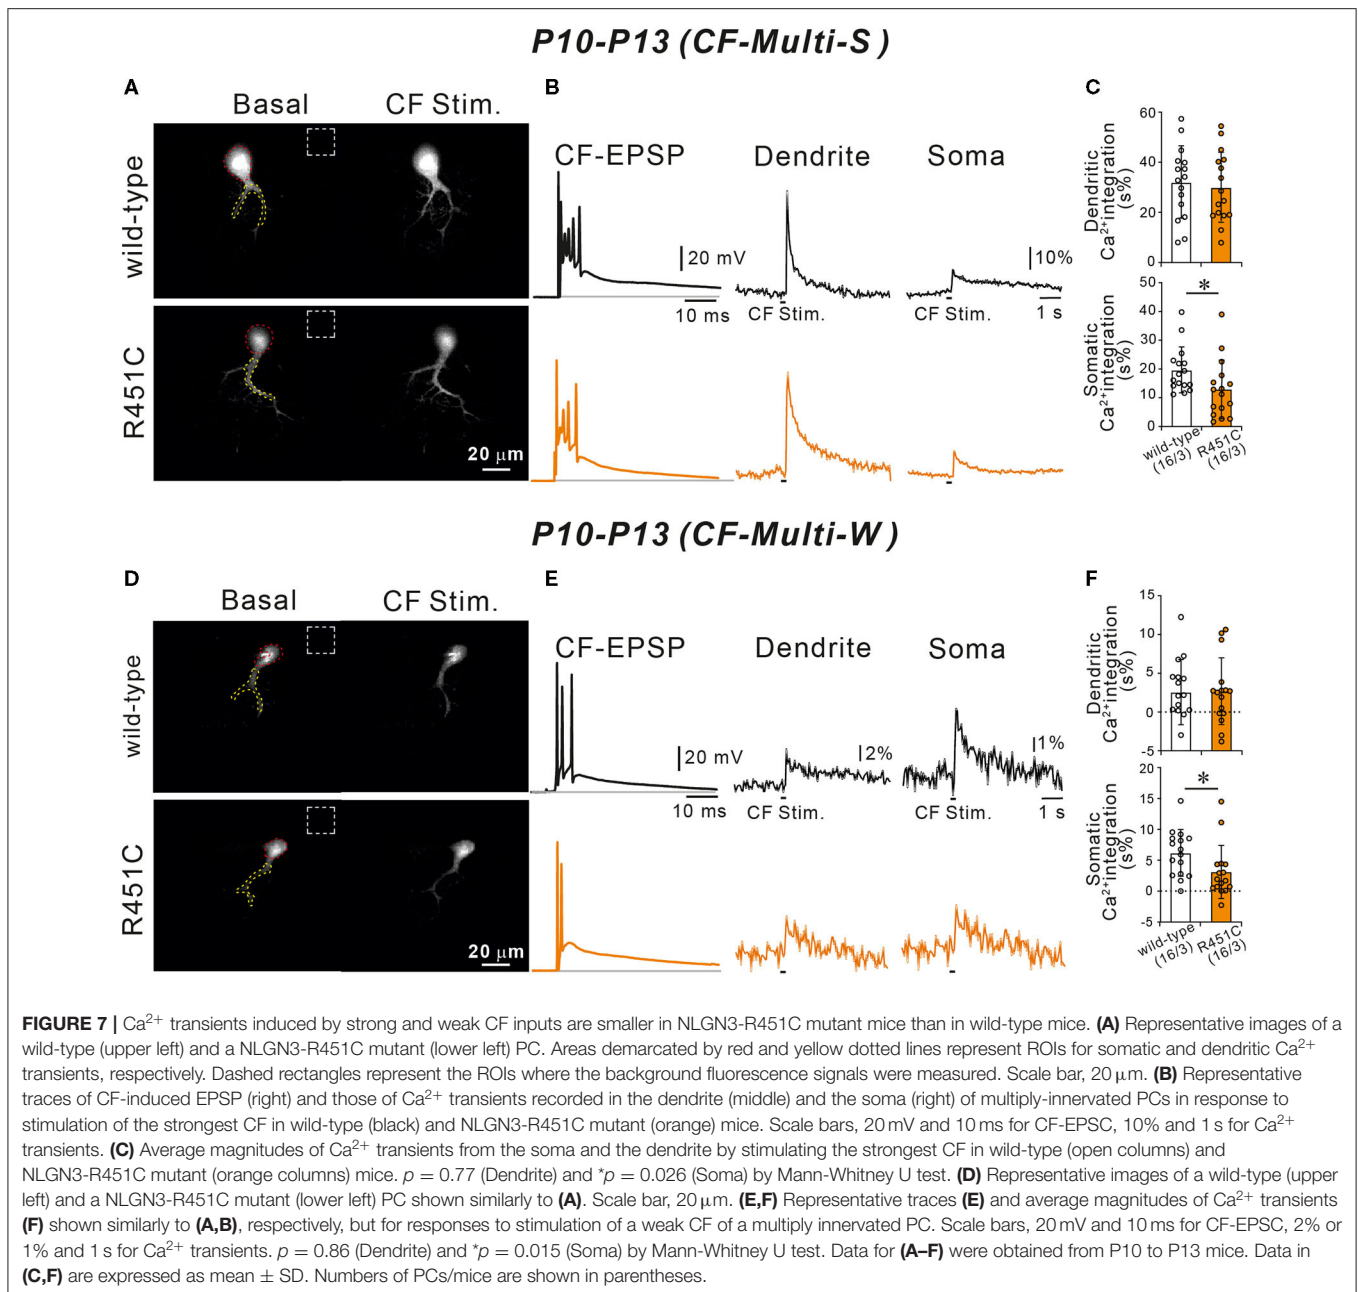 P10-P13 (CF-Multi-S)
A
B
C
Basal
CF Stim.
wild-type
R451C
20 μm
CF-EPSP
Dendrite
Soma
20 mV
10%
10 ms
CF Stim.
CF Stim.
1 s
Dendritic
Ca2+integration
(s%)
60
40
20
0
Somatic
Ca2+integration
(s%)
50
40
30
20
10
0
*
wild-type
(16/3)
R451C
(16/3)
P10-P13 (CF-Multi-W)
D
E
F
Basal
CF Stim.
wild-type
R451C
20 μm
CF-EPSP
Dendrite
Soma
20 mV
2%
1%
10 ms
CF Stim.
CF Stim.
1 s
Dendritic
Ca2+integration
(s%)
15
10
5
0
-5
Somatic
Ca2+integration
(s%)
20
15
10
5
0
-5
*
wild-type
(16/3)
R451C
(16/3)
FIGURE 7 | Ca2+ transients induced by strong and weak CF inputs are smaller in NLGN3-R451C mutant mice than in wild-type mice. (A) Representative images of a
wild-type (upper left) and a NLGN3-R451C mutant (lower left) PC. Areas demarcated by red and yellow dotted lines represent ROIs for somatic and dendritic Ca2+
transients, respectively. Dashed rectangles represent the ROIs where the background fluorescence signals were measured. Scale bar, 20 μm. (B) Representative
traces of CF-induced EPSP (right) and those of Ca2+ transients recorded in the dendrite (middle) and the soma (right) of multiply-innervated PCs in response to
stimulation of the strongest CF in wild-type (black) and NLGN3-R451C mutant (orange) mice. Scale bars, 20 mV and 10 ms for CF-EPSC, 10% and 1 s for Ca2+
transients. (C) Average magnitudes of Ca2+ transients from the soma and the dendrite by stimulating the strongest CF in wild-type (open columns) and
NLGN3-R451C mutant (orange columns) mice. p = 0.77 (Dendrite) and *p = 0.026 (Soma) by Mann-Whitney U test. (D) Representative images of a wild-type (upper
left) and a NLGN3-R451C mutant (lower left) PC shown similarly to (A). Scale bar, 20 μm. (E,F) Representative traces (E) and average magnitudes of Ca2+ transients
(F) shown similarly to (A,B), respectively, but for responses to stimulation of a weak CF of a multiply innervated PC. Scale bars, 20 mV and 10 ms for CF-EPSC, 2% or
1% and 1 s for Ca2+ transients. p = 0.86 (Dendrite) and *p = 0.015 (Soma) by Mann-Whitney U test. Data for (A–F) were obtained from P10 to P13 mice. Data in
(C,F) are expressed as mean ± SD. Numbers of PCs/mice are shown in parentheses.